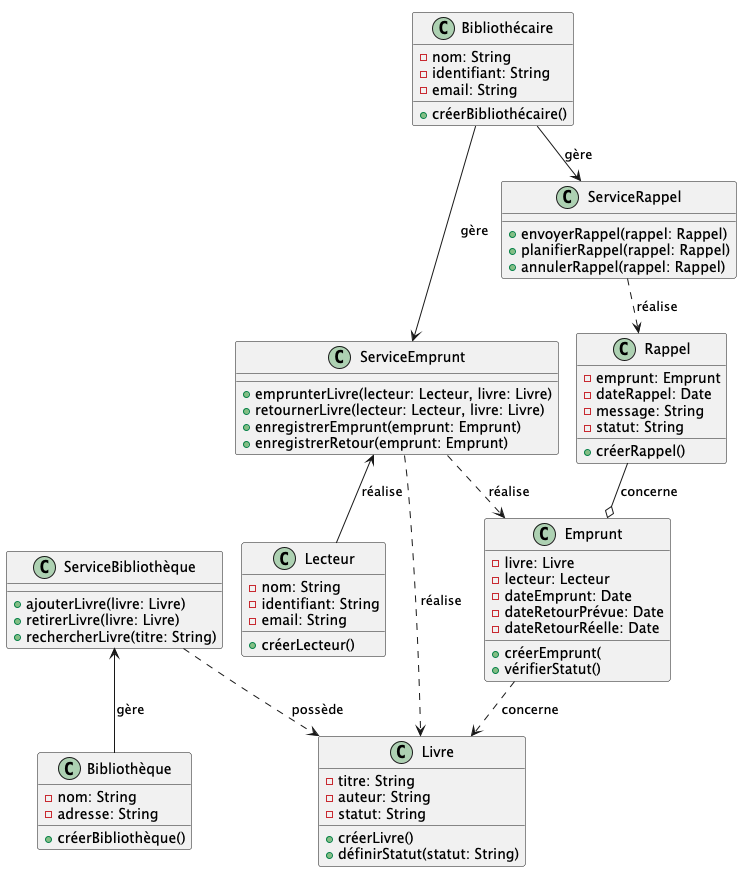 C Bibliothécaire
nom: String
identifiant: String
email: String
créerBibliothécaire()
gère
gère
C ServiceRappel
envoyerRappel(rappel: Rappel)
planifierRappel(rappel: Rappel)
annulerRappel(rappel: Rappel)
réalise
C ServiceEmprunt
emprunterLivre(lecteur: Lecteur, livre: Livre)
retournerLivre(lecteur: Lecteur, livre: Livre)
enregistrerEmprunt(emprunt: Emprunt)
enregistrerRetour(emprunt: Emprunt)
C Rappel
emprunt: Emprunt
dateRappel: Date
message: String
statut: String
créerRappel()
réalise
réalise
concerne
C Lecteur
nom: String
identifiant: String
email: String
créerLecteur()
réalise
C Emprunt
livre: Livre
lecteur: Lecteur
dateEmprunt: Date
dateRetourPrévue: Date
dateRetourRéelle: Date
créerEmprunt(
vérifierStatut()
C ServiceBibliothèque
ajouterLivre(livre: Livre)
retirerLivre(livre: Livre)
rechercherLivre(titre: String)
gère
possède
concerne
C Bibliothèque
nom: String
adresse: String
créerBibliothèque()
C Livre
titre: String
auteur: String
statut: String
créerLivre()
définirStatut(statut: String)